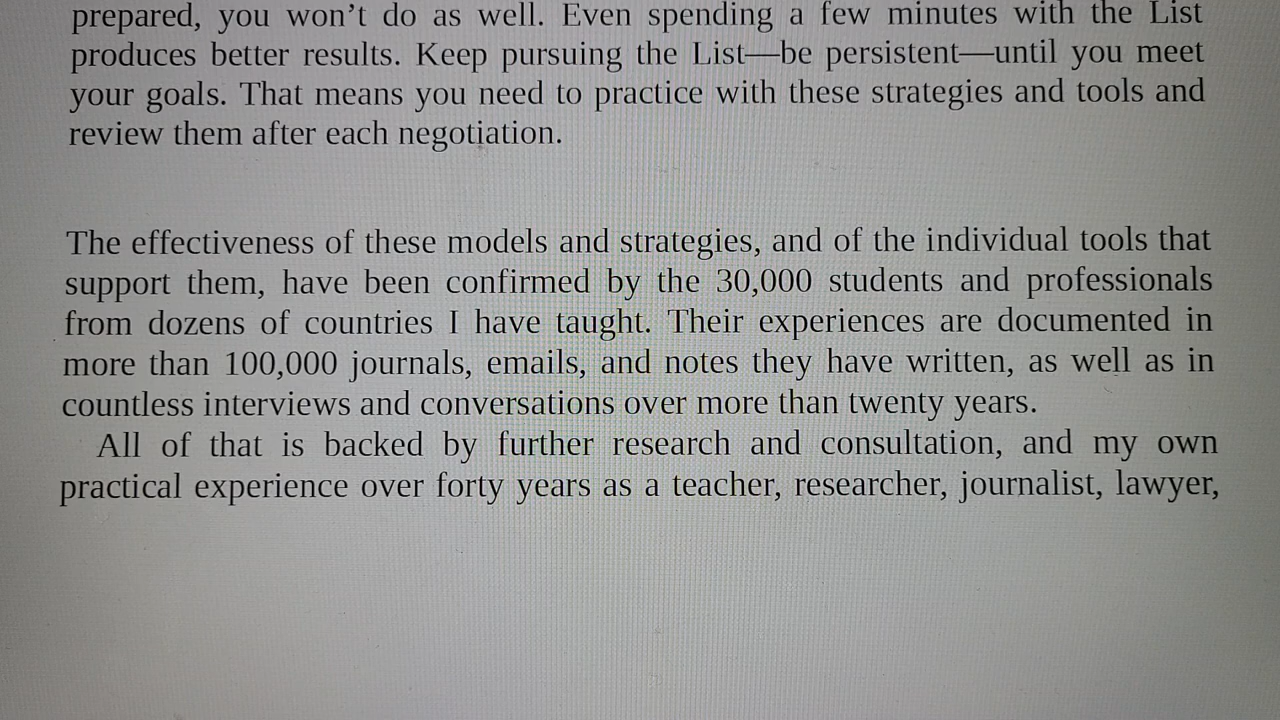 prepared, you won’t do as well. Even spending a few minutes with the List
produces better results. Keep pursuing the List—be persistent—until you meet
your goals. That means you need to practice with these strategies and tools and
review them after each negotiation.
The effectiveness of these models and strategies, and of the individual tools that
support them, have been confirmed by the 30,000 students and professionals
from dozens of countries I have taught. Their experiences are documented in
more than 100,000 journals, emails, and notes they have written, as well as in
countless interviews and conversations over more than twenty years.
All of that is backed by further research and consultation, and my own
practical experience over forty years as a teacher, researcher, journalist, lawyer,